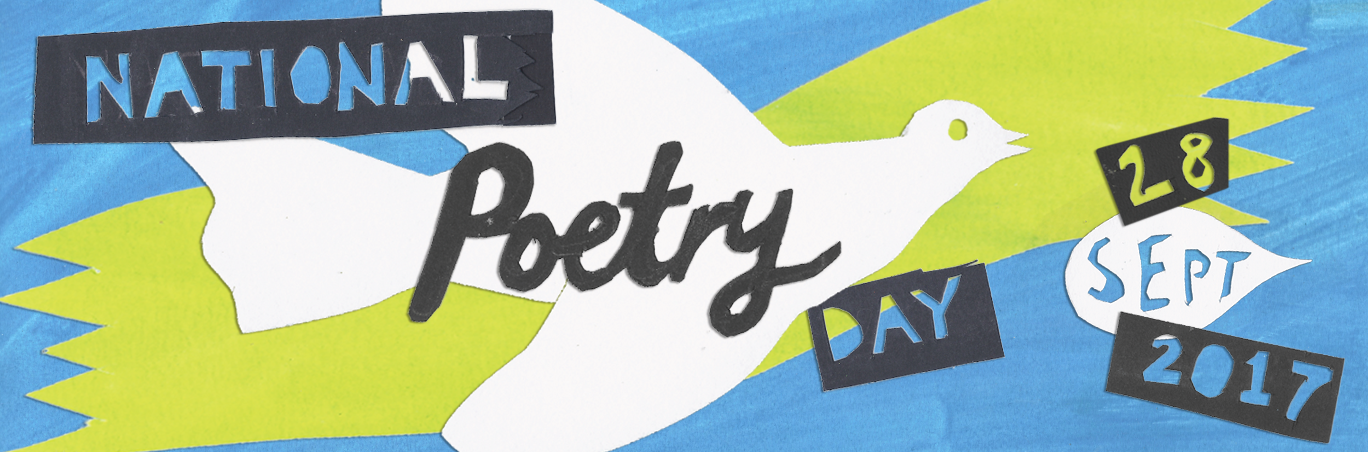 NATIONAL
Poetry
DAY
28
SEPT
2017